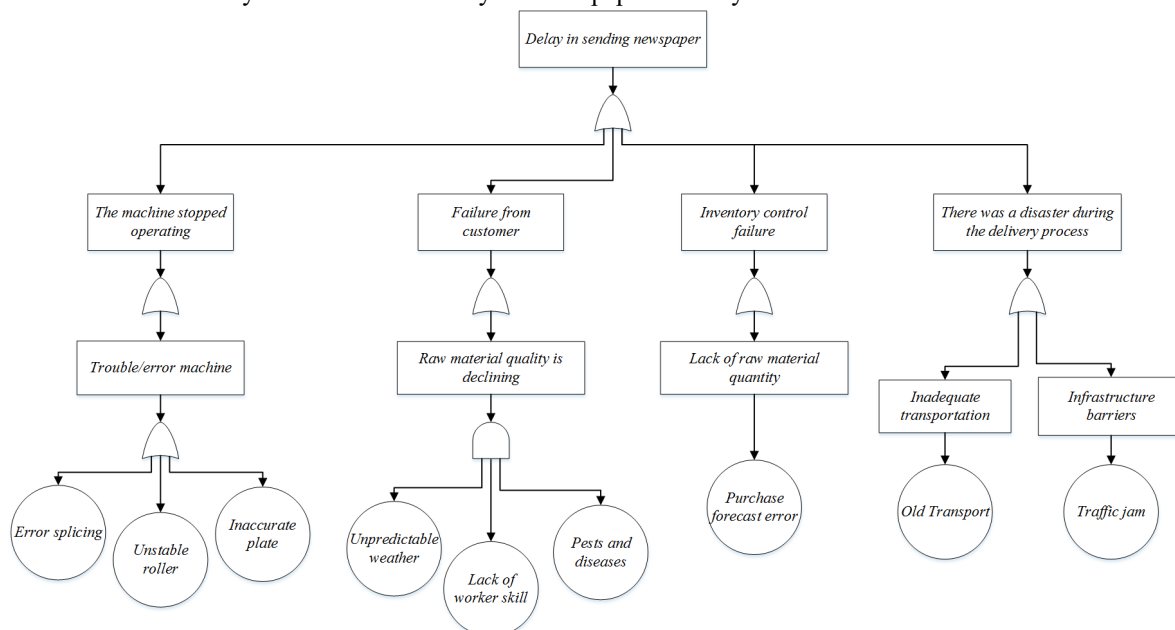 Delay in sending newspaper
The machine stopped
operating
Failure from
customer
Inventory control
failure
There was a disaster during
the delivery process
Trouble/error machine
Raw material quality is
declining
Lack of raw material
quantity
Inadequate
transportation
Infrastructure
barriers
Error splicing
Unstable
roller
Inaccurate
plate
Unpredictable
weather
Lack of
worker skill
Pests and
diseases
Purchase
forecast error
Old Transport
Traffic jam